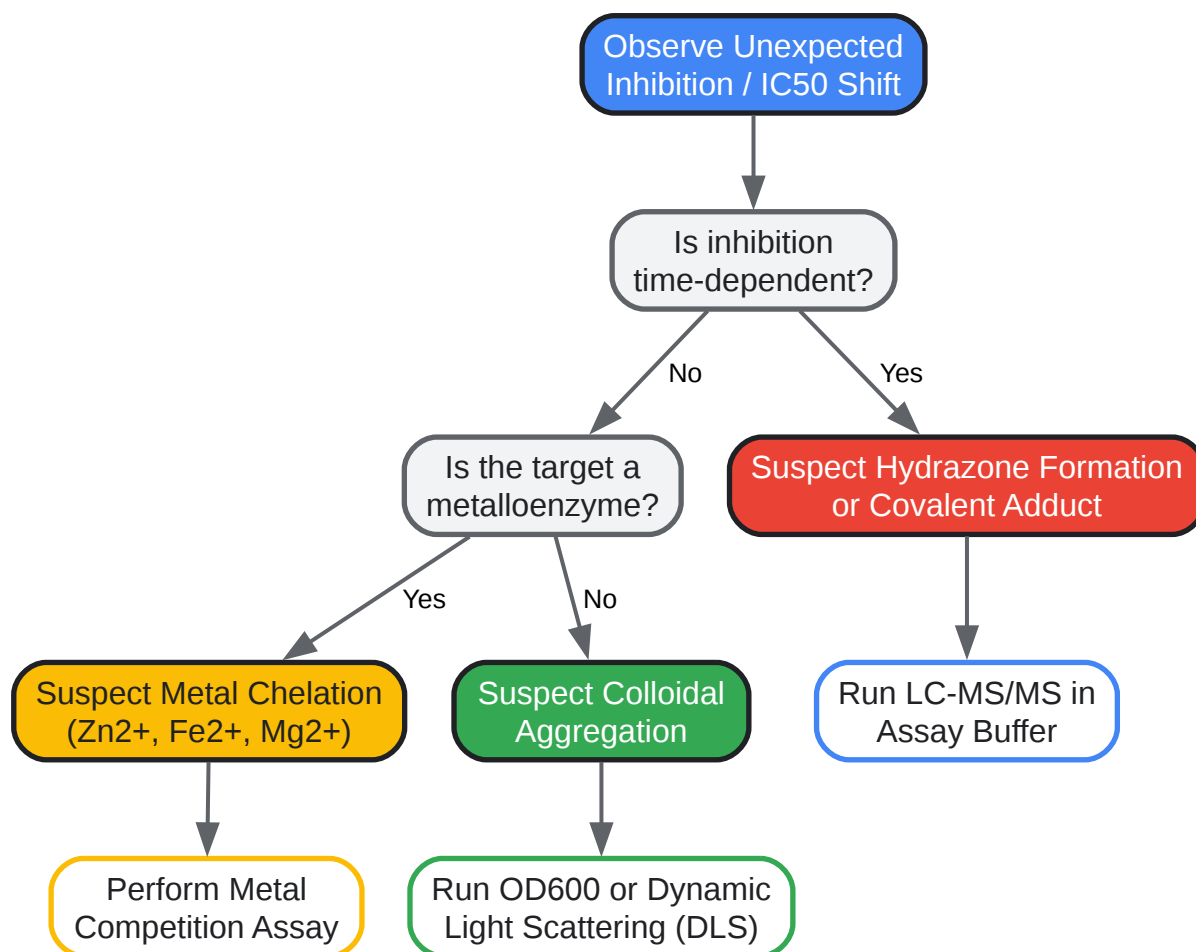 Observe Unexpected
Inhibition / IC50 Shift
Is inhibition
time-dependent?
No
Yes
Is the target a
metalloenzyme?
Suspect Hydrazone Formation
or Covalent Adduct
Yes
No
Suspect Metal Chelation
(Zn2+, Fe2+, Mg2+)
Suspect Colloidal
Aggregation
Run LC-MS/MS in
Assay Buffer
Perform Metal
Competition Assay
Run OD600 or Dynamic
Light Scattering (DLS)